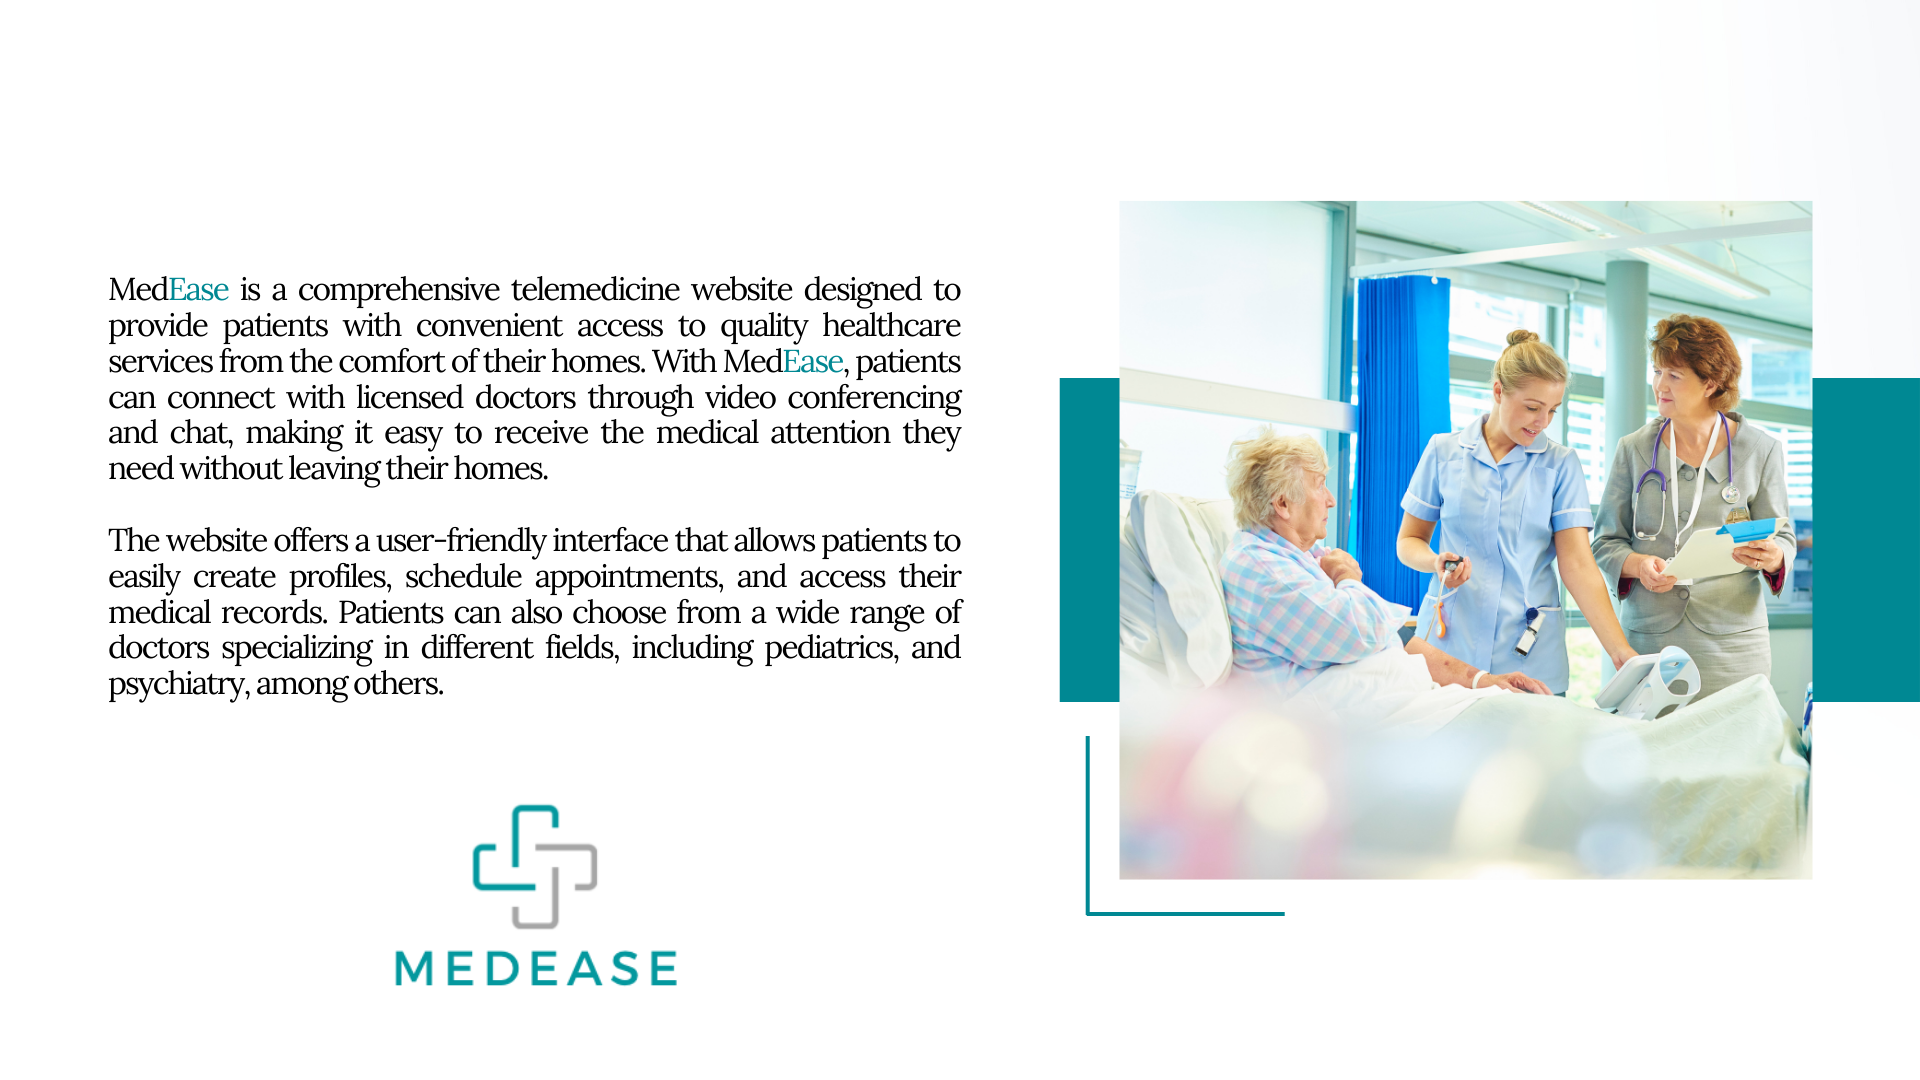 MedEase is a comprehensive telemedicine website designed to
provide patients with convenient access to quality healthcare
services from the comfort of their homes. With MedEase, patients
can connect with licensed doctors through video conferencing
and chat, making it easy to receive the medical attention they
need without leaving their homes.
The website offers a user-friendly interface that allows patients to
easily create profiles, schedule appointments, and access their
medical records. Patients can also choose from a wide range of
doctors specializing in different fields, including pediatrics, and
psychiatry, among others.
MEDEASE